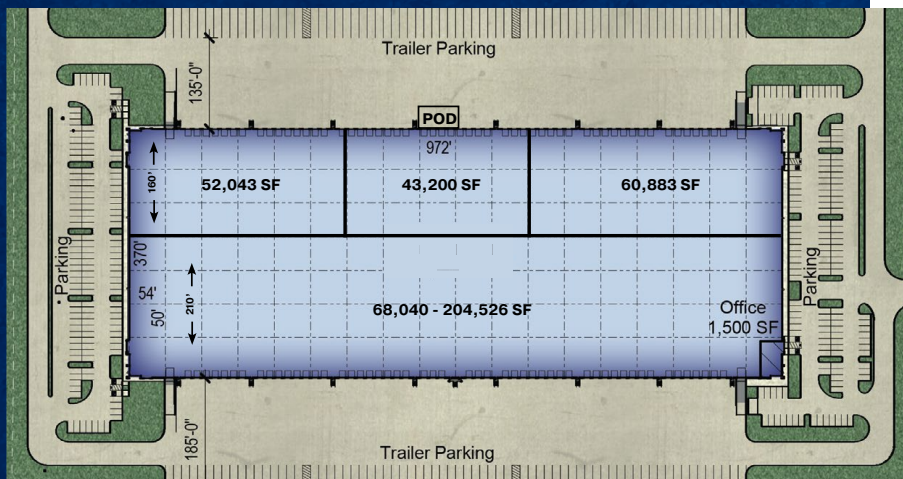 Trailer Parking
135'-0"
POD
972'
160'
52,043 SF
43,200 SF
60,883 SF
Parking
370'
54'
50'
210'
68,040 - 204,526 SF
Office
1,500 SF
Parking
185'-0"
Trailer Parking